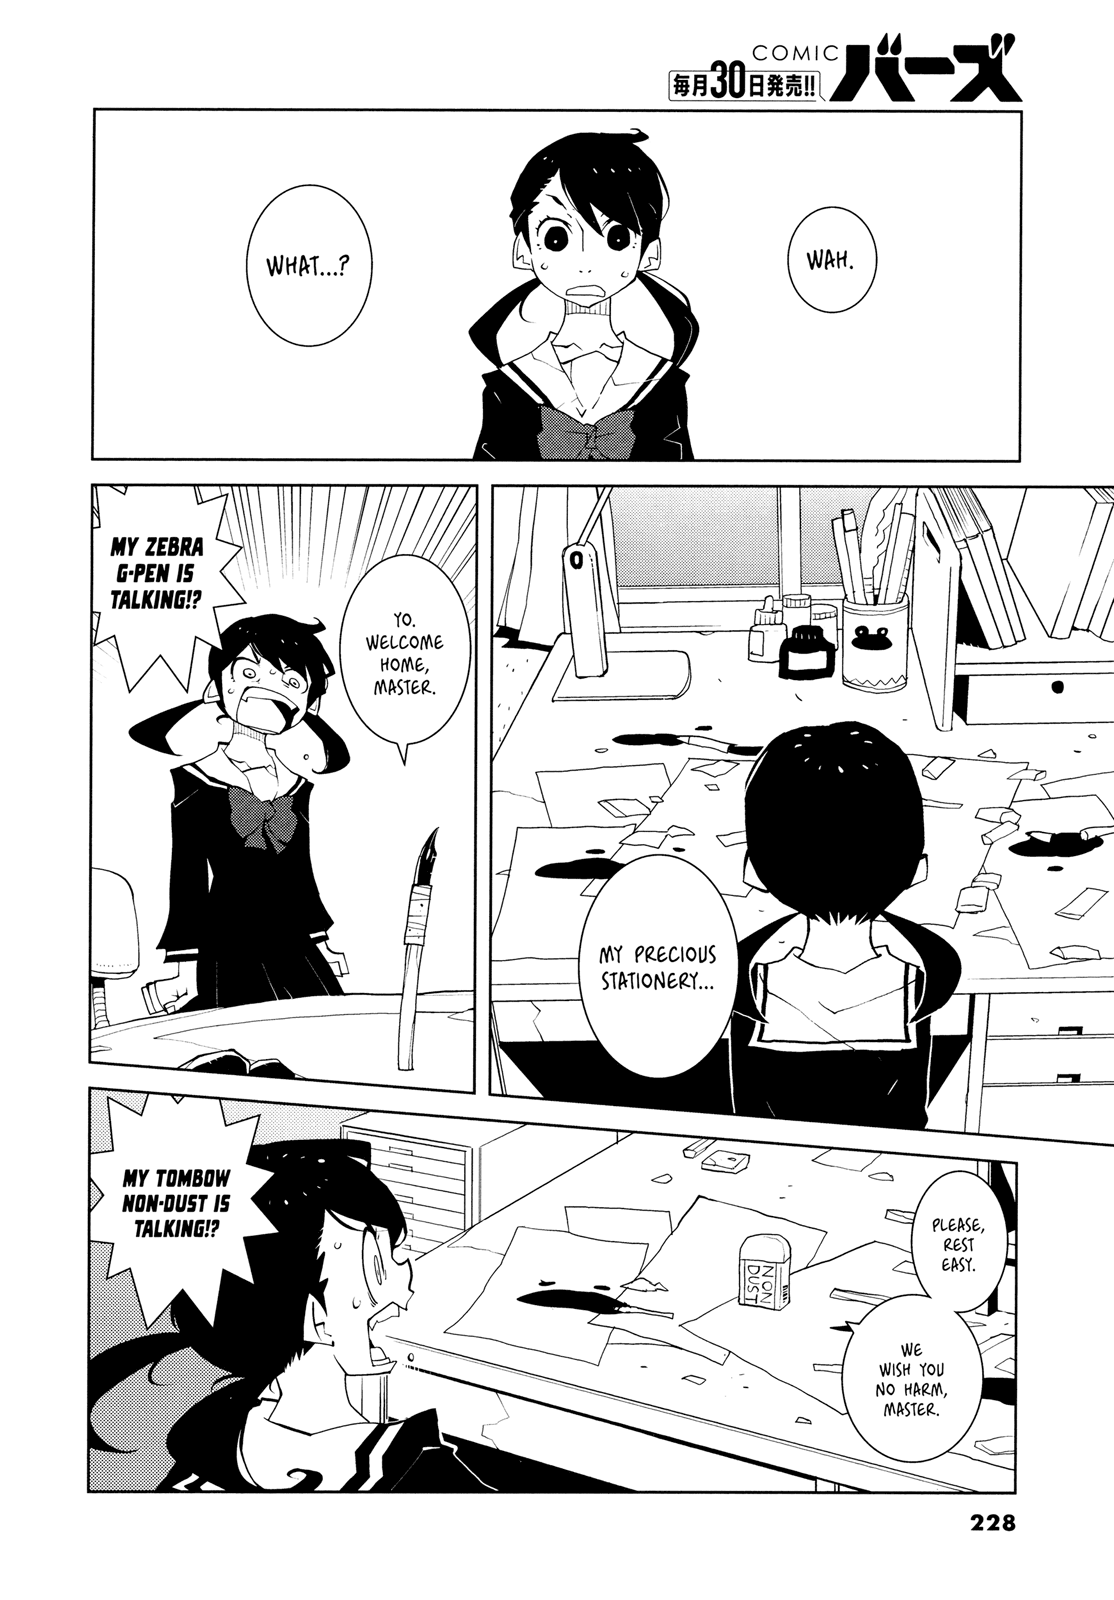 COMIC バーズ
毎月30日発売!!
WAH.
WHAT...?
MY PRECIOUS
STATIONERY...
YO.
WELCOME
HOME,
MASTER.
MY ZEBRA
G-PEN IS
TALKING!?
PLEASE,
REST
EASY.
WE
WISH YOU
NO HARM,
MASTER.
NON
DUST
MY TOMBOW
NON-DUST IS
TALKING!?
228